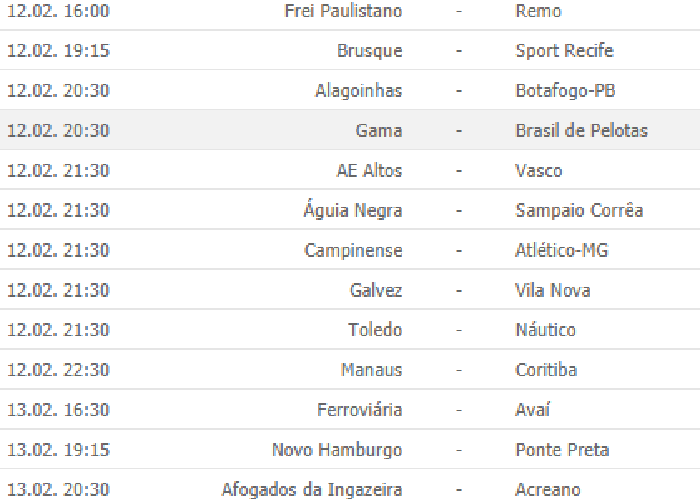 12.02. 16:00 Frei Paulistano - Remo
12.02. 19:15 Brusque - Sport Recife
12.02. 20:30 Alagoinhas - Botafogo-PB
12.02. 20:30 Gama - Brasil de Pelotas
12.02. 21:30 AE Altos - Vasco
12.02. 21:30 Águia Negra - Sampaio Corrêa
12.02. 21:30 Campinense - Atlético-MG
12.02. 21:30 Galvez - Vila Nova
12.02. 21:30 Toledo - Náutico
12.02. 22:30 Manaus - Coritiba
13.02. 16:30 Ferroviária - Avaí
13.02. 19:15 Novo Hamburgo - Ponte Preta
13.02. 20:30 Afogados da Ingazeira - Acreano